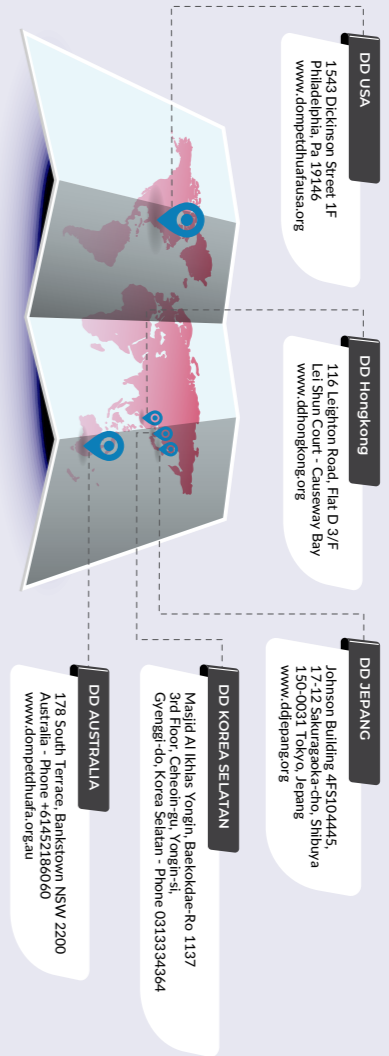 DD USA
1543 Dickinson Street 1F
Philadelphia, Pa 19146
www.dompetdhuafausa.org
DD Hongkong
116 Leighton Road, Flat D 3/F
Lei Shun Court - Causeway Bay
www.ddhongkong.org
DD JEPANG
Johnson Building 4FS104445,
17-12 Sakuragaoka-cho, Shibuya
150-0031 Tokyo, Jepang
www.ddjepang.org
DD KOREA SELATAN
Masjid Al Ikhlas Yongin, Baekokdae-Ro 1137
3rd Floor, Ceheoin-gu, Yongin-si,
Gyenggi-do, Korea Selatan - Phone 0313334364
DD AUSTRALIA
178 South Terrace, Bankstown NSW 2200
Australia - Phone +61452186060
www.dompetdhuafa.org.au